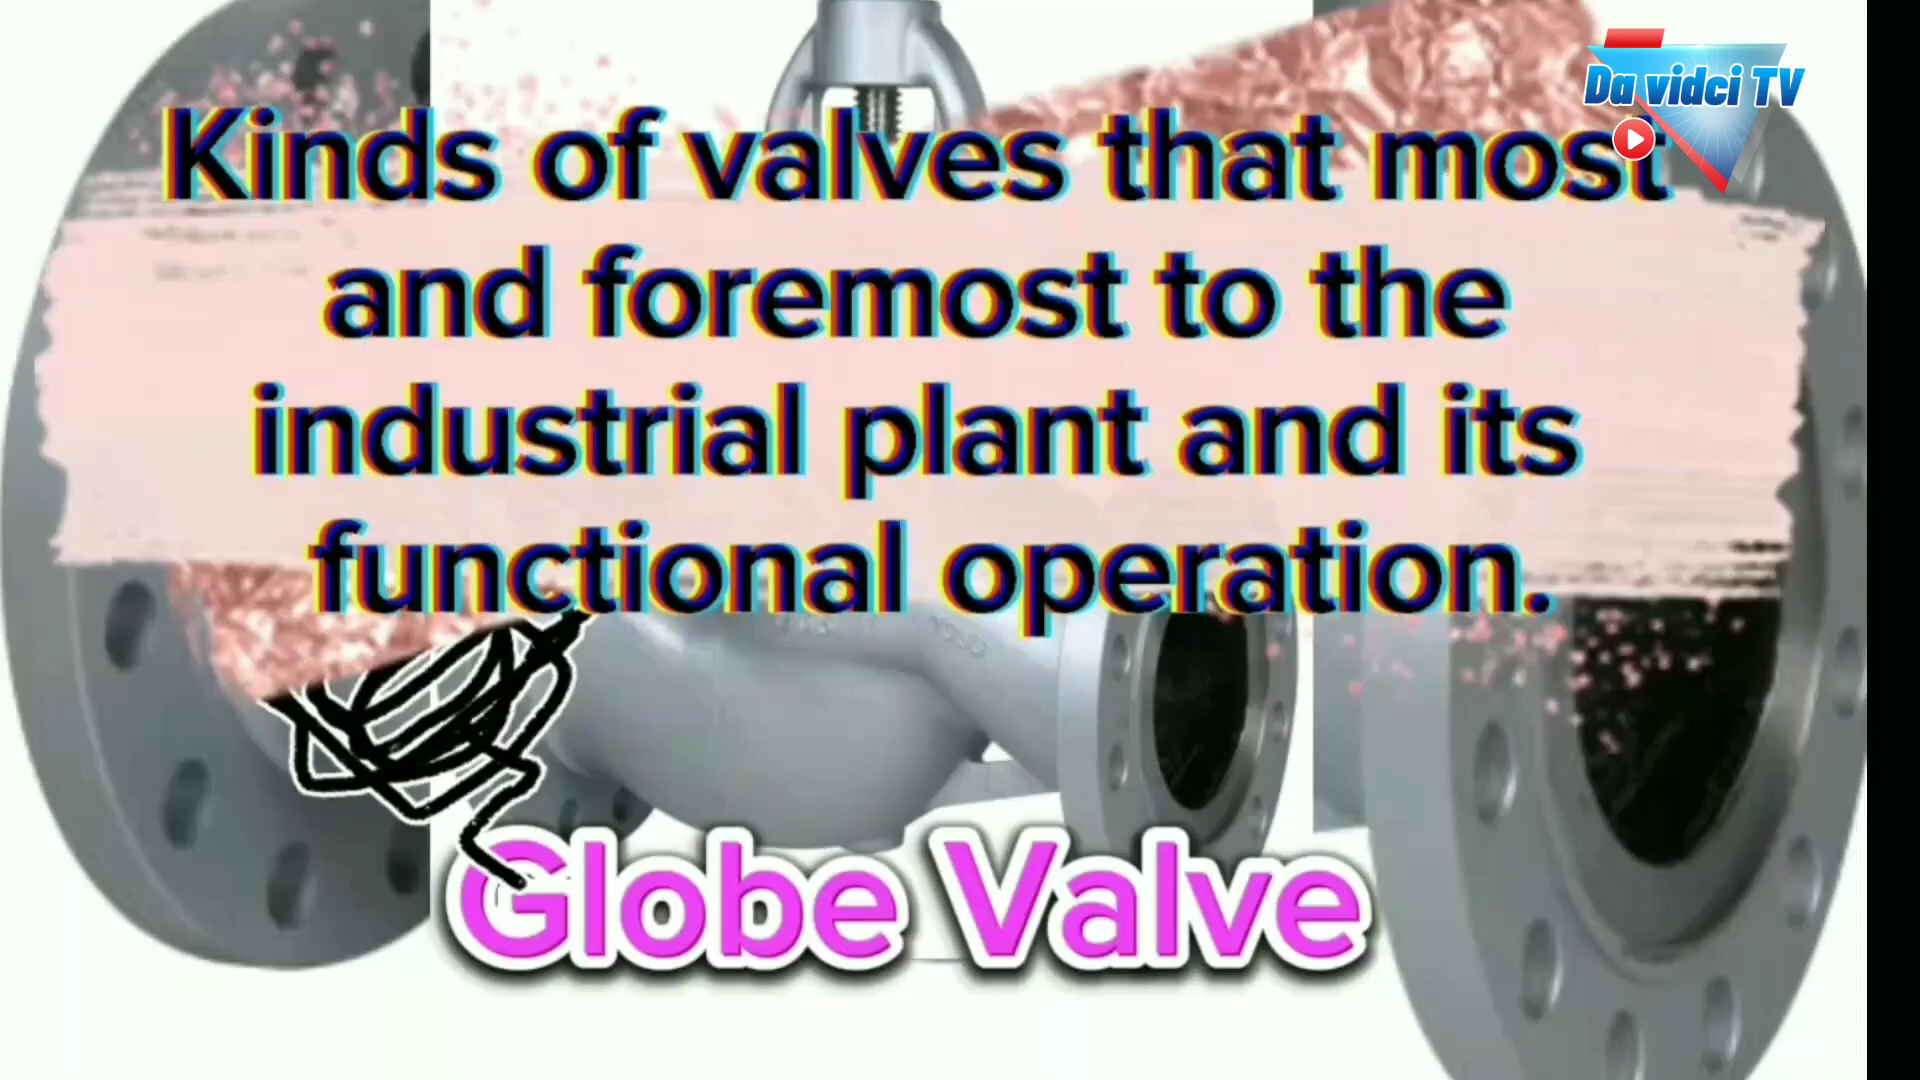 Da vidci TV
Kinds of valves that most
and foremost to the
industrial plant and its
functional operation.
Globe Valve